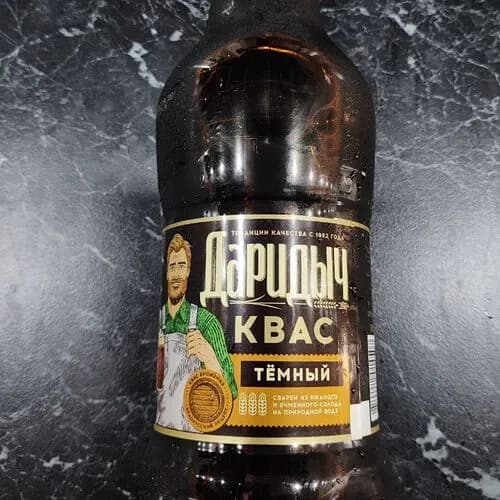 ТРАДИЦИИ КАЧЕСТВА С 1992 ГОДА
Даридыч
КВАС
ТЁМНЫЙ
СВАРЕН ИЗ РЖАНОГО
И ЯЧМЕННОГО СОЛОДА
НА ПРИРОДНОЙ ВОДЕ